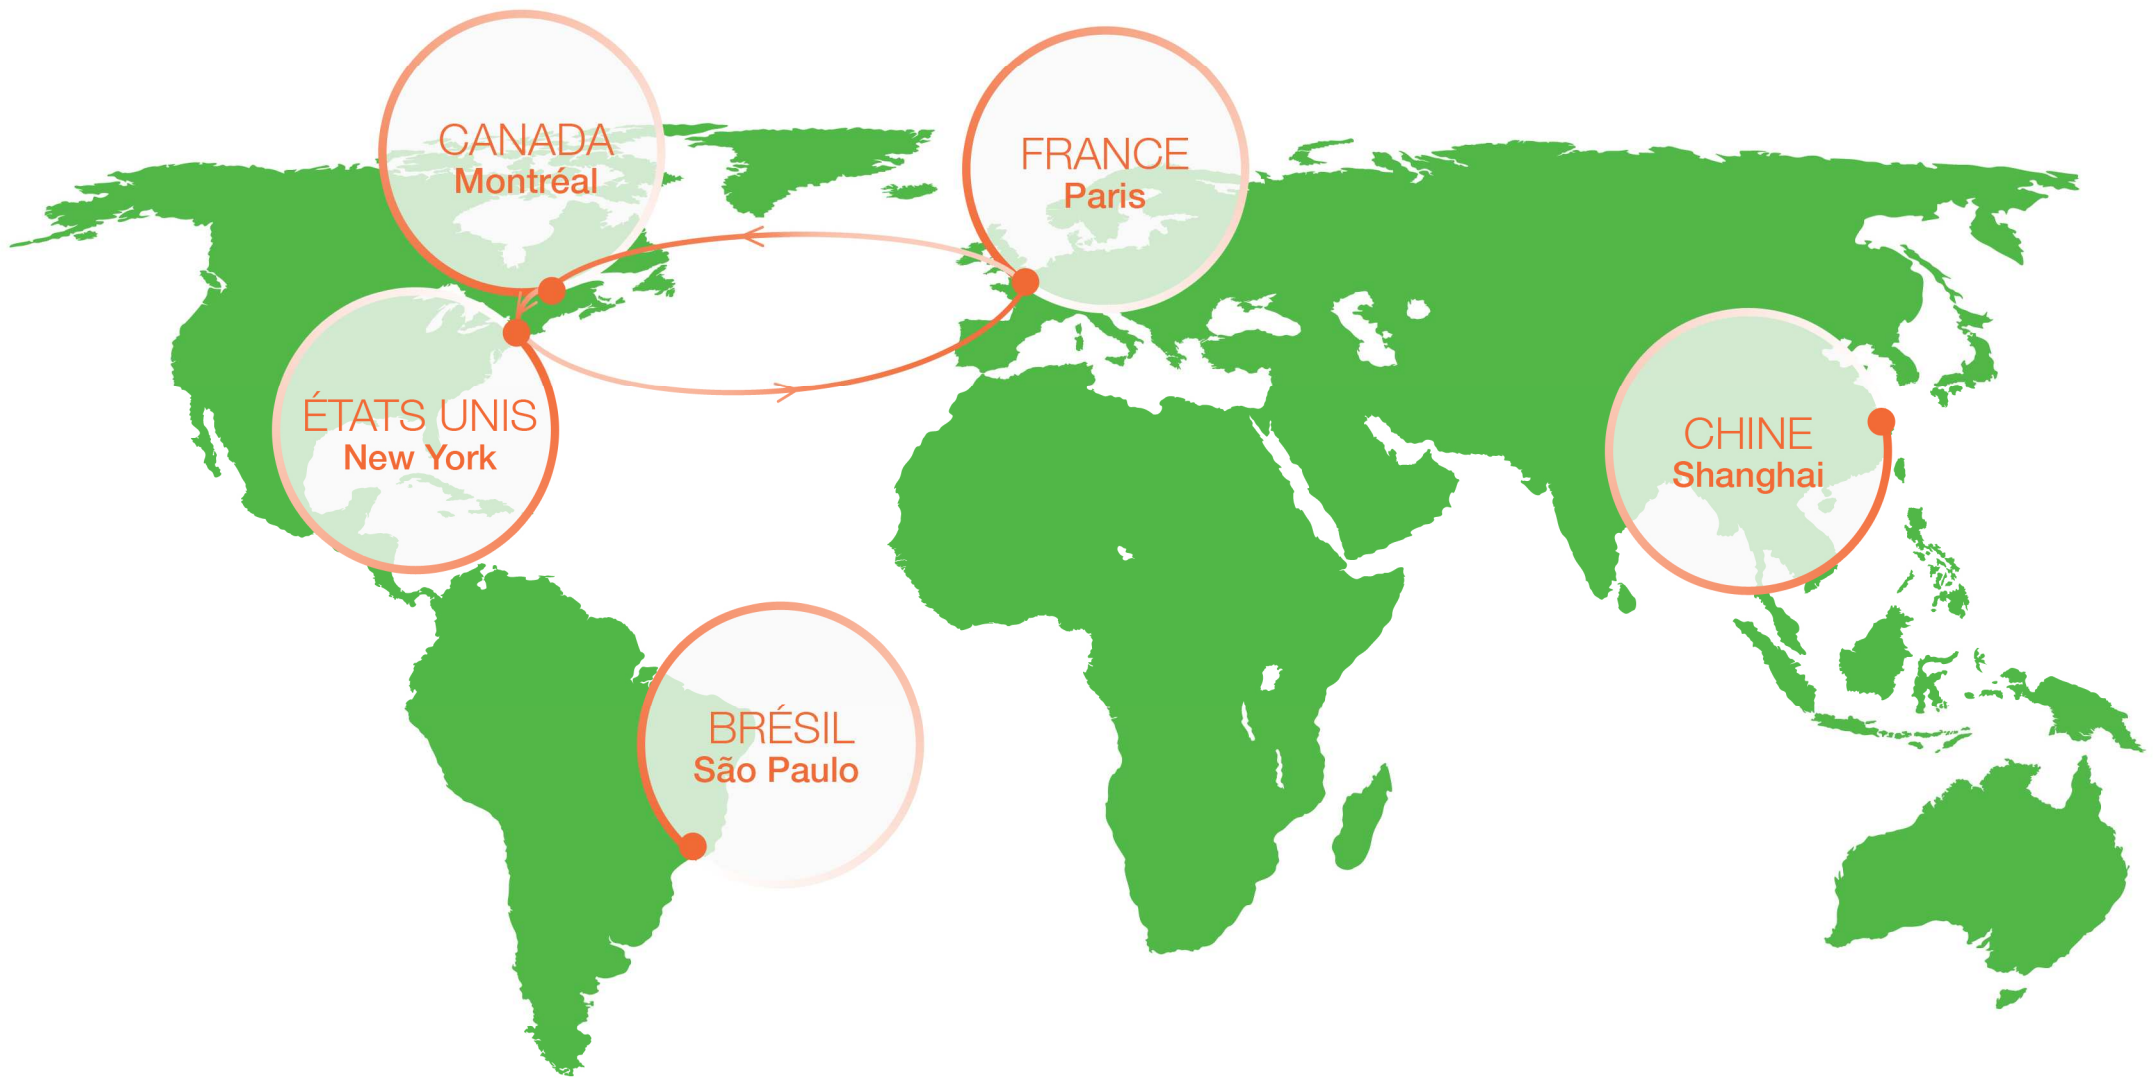 CANADA
Montréal
FRANCE
Paris
ÉTATS UNIS
New York
CHINE
Shanghai
BRÉSIL
São Paulo